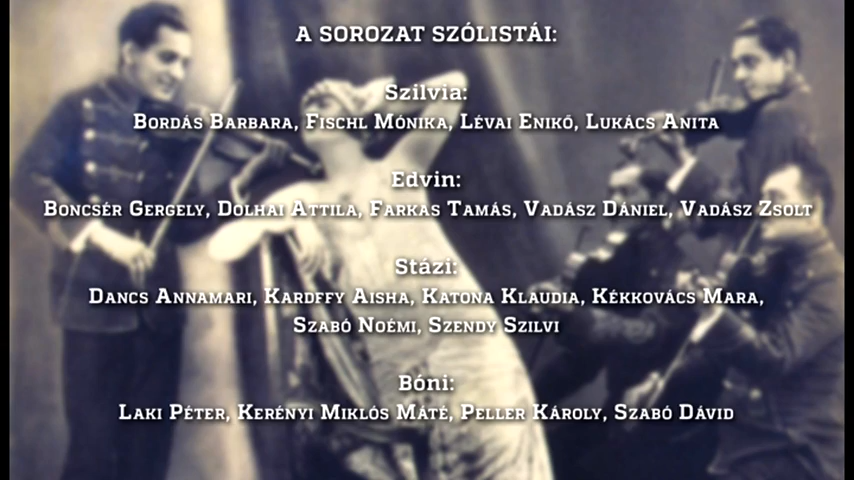 A SOROZAT SZÓLISTÁI:
Szilvia:
Bordás Barbara, Fischl Mónika, Lévai Enikő, Lukács Anita
Edvin:
Boncsér Gergely, Dolhai Attila, Farkas Tamás, Vadász Dániel, Vadász Zsolt
Stázi:
Dancs Annamari, Kardffy Aisha, Katona Klaudia, Kékkovács Mara,
Szabó Noémi, Szendy Szilvi
Bóni:
Laki Péter, Kerényi Miklós Máté, Peller Károly, Szabó Dávid